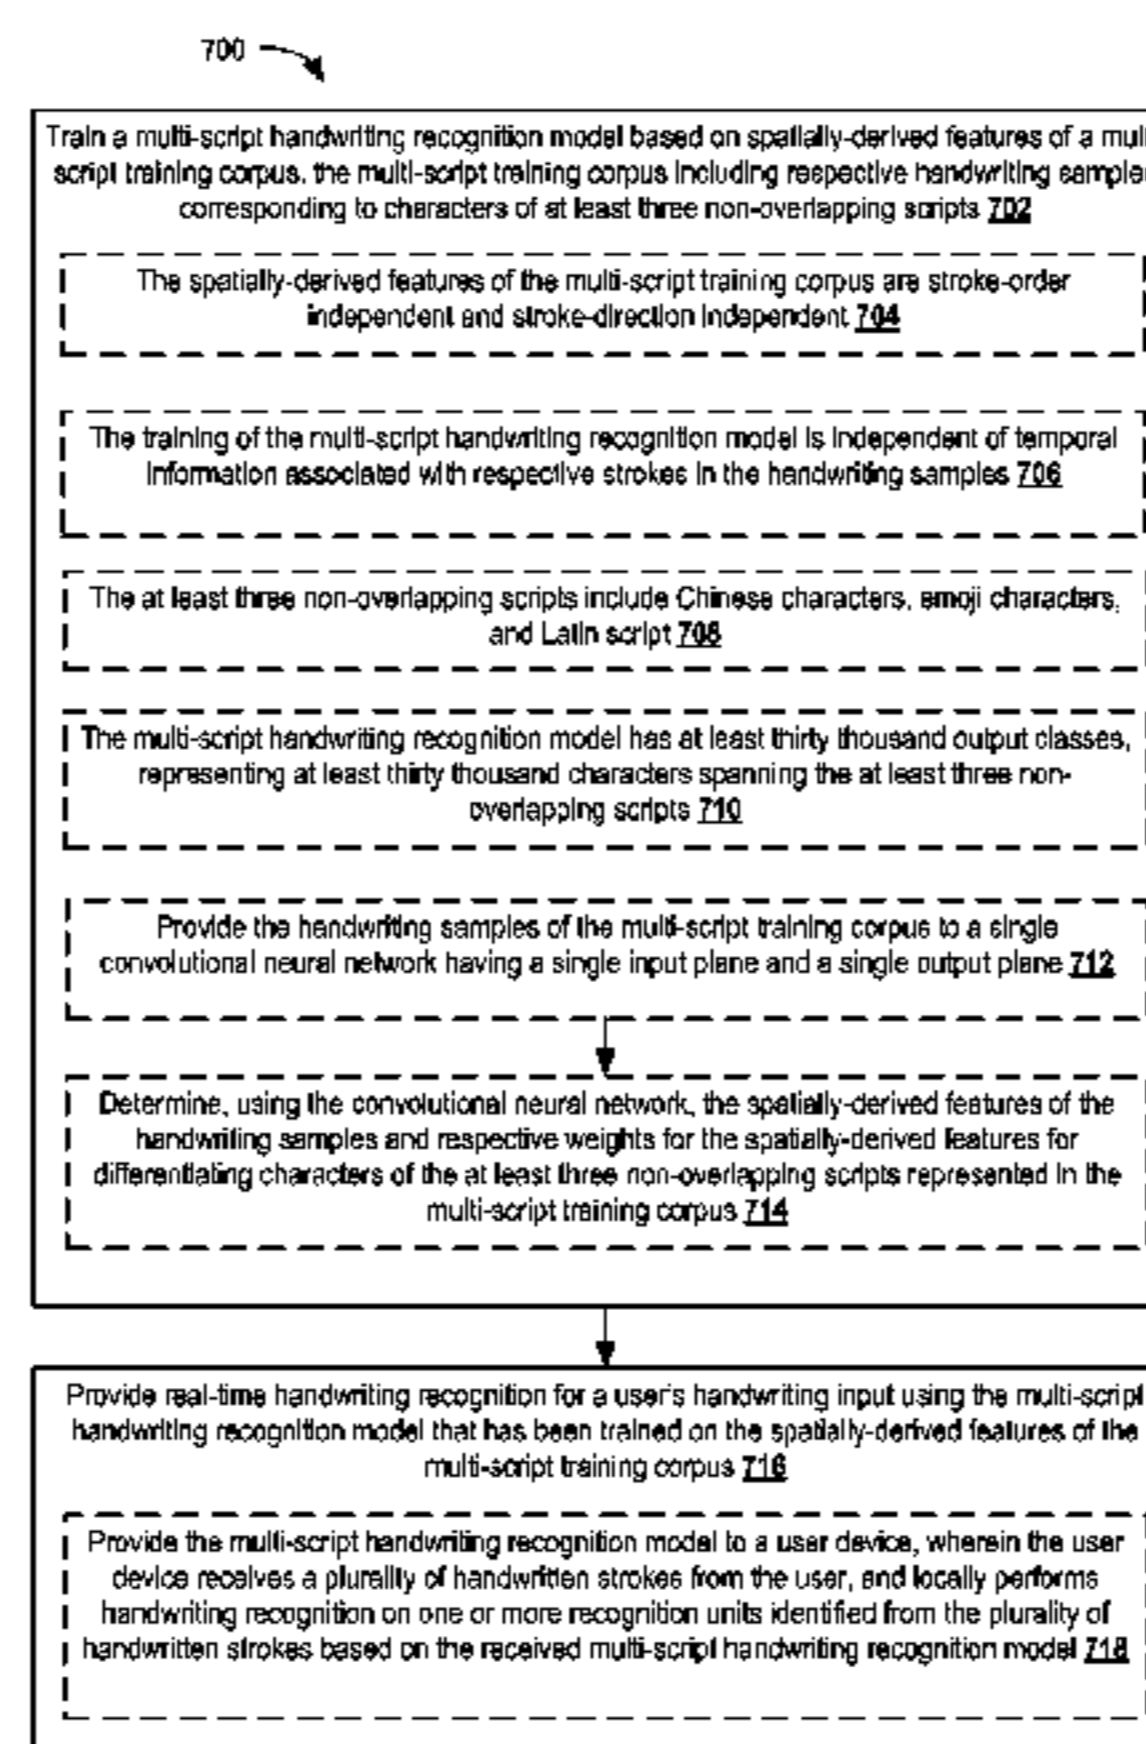 700
Train a multi-script handwriting recognition model based on spatially-derived features of a mul
script training corpus, the multi-script training corpus including respective handwriting sample
corresponding to characters of at least three non-overlapping scripts 702
The spatially-derived features of the multi-script training corpus are stroke-order
independent and stroke-direction independent 704
The training of the multi-script handwriting recognition model is independent of temporal
information associated with respective strokes in the handwriting samples 706
The at least three non-overlapping scripts include Chinese characters, emoji characters,
and Latin script 708
The multi-script handwriting recognition model has at least thirty thousand output classes,
representing at least thirty thousand characters spanning the at least three non-
overlapping scripts 710
Provide the handwriting samples of the multi-script training corpus to a single
convolutional neural network having a single input plane and a single output plane 712
Determine, using the convolutional neural network, the spatially-derived features of the
handwriting samples and respective weights for the spatially-derived features for
differentiating characters of the at least three non-overlapping scripts represented in the
multi-script training corpus 714
Provide real-time handwriting recognition for a user's handwriting input using the multi-script
handwriting recognition model that has been trained on the spatially-derived features of the
multi-script training corpus 716
Provide the multi-script handwriting recognition model to a user device, wherein the user
device receives a plurality of handwritten strokes from the user, and locally performs
handwriting recognition on one or more recognition units identified from the plurality of
handwritten strokes based on the received multi-script handwriting recognition model 718